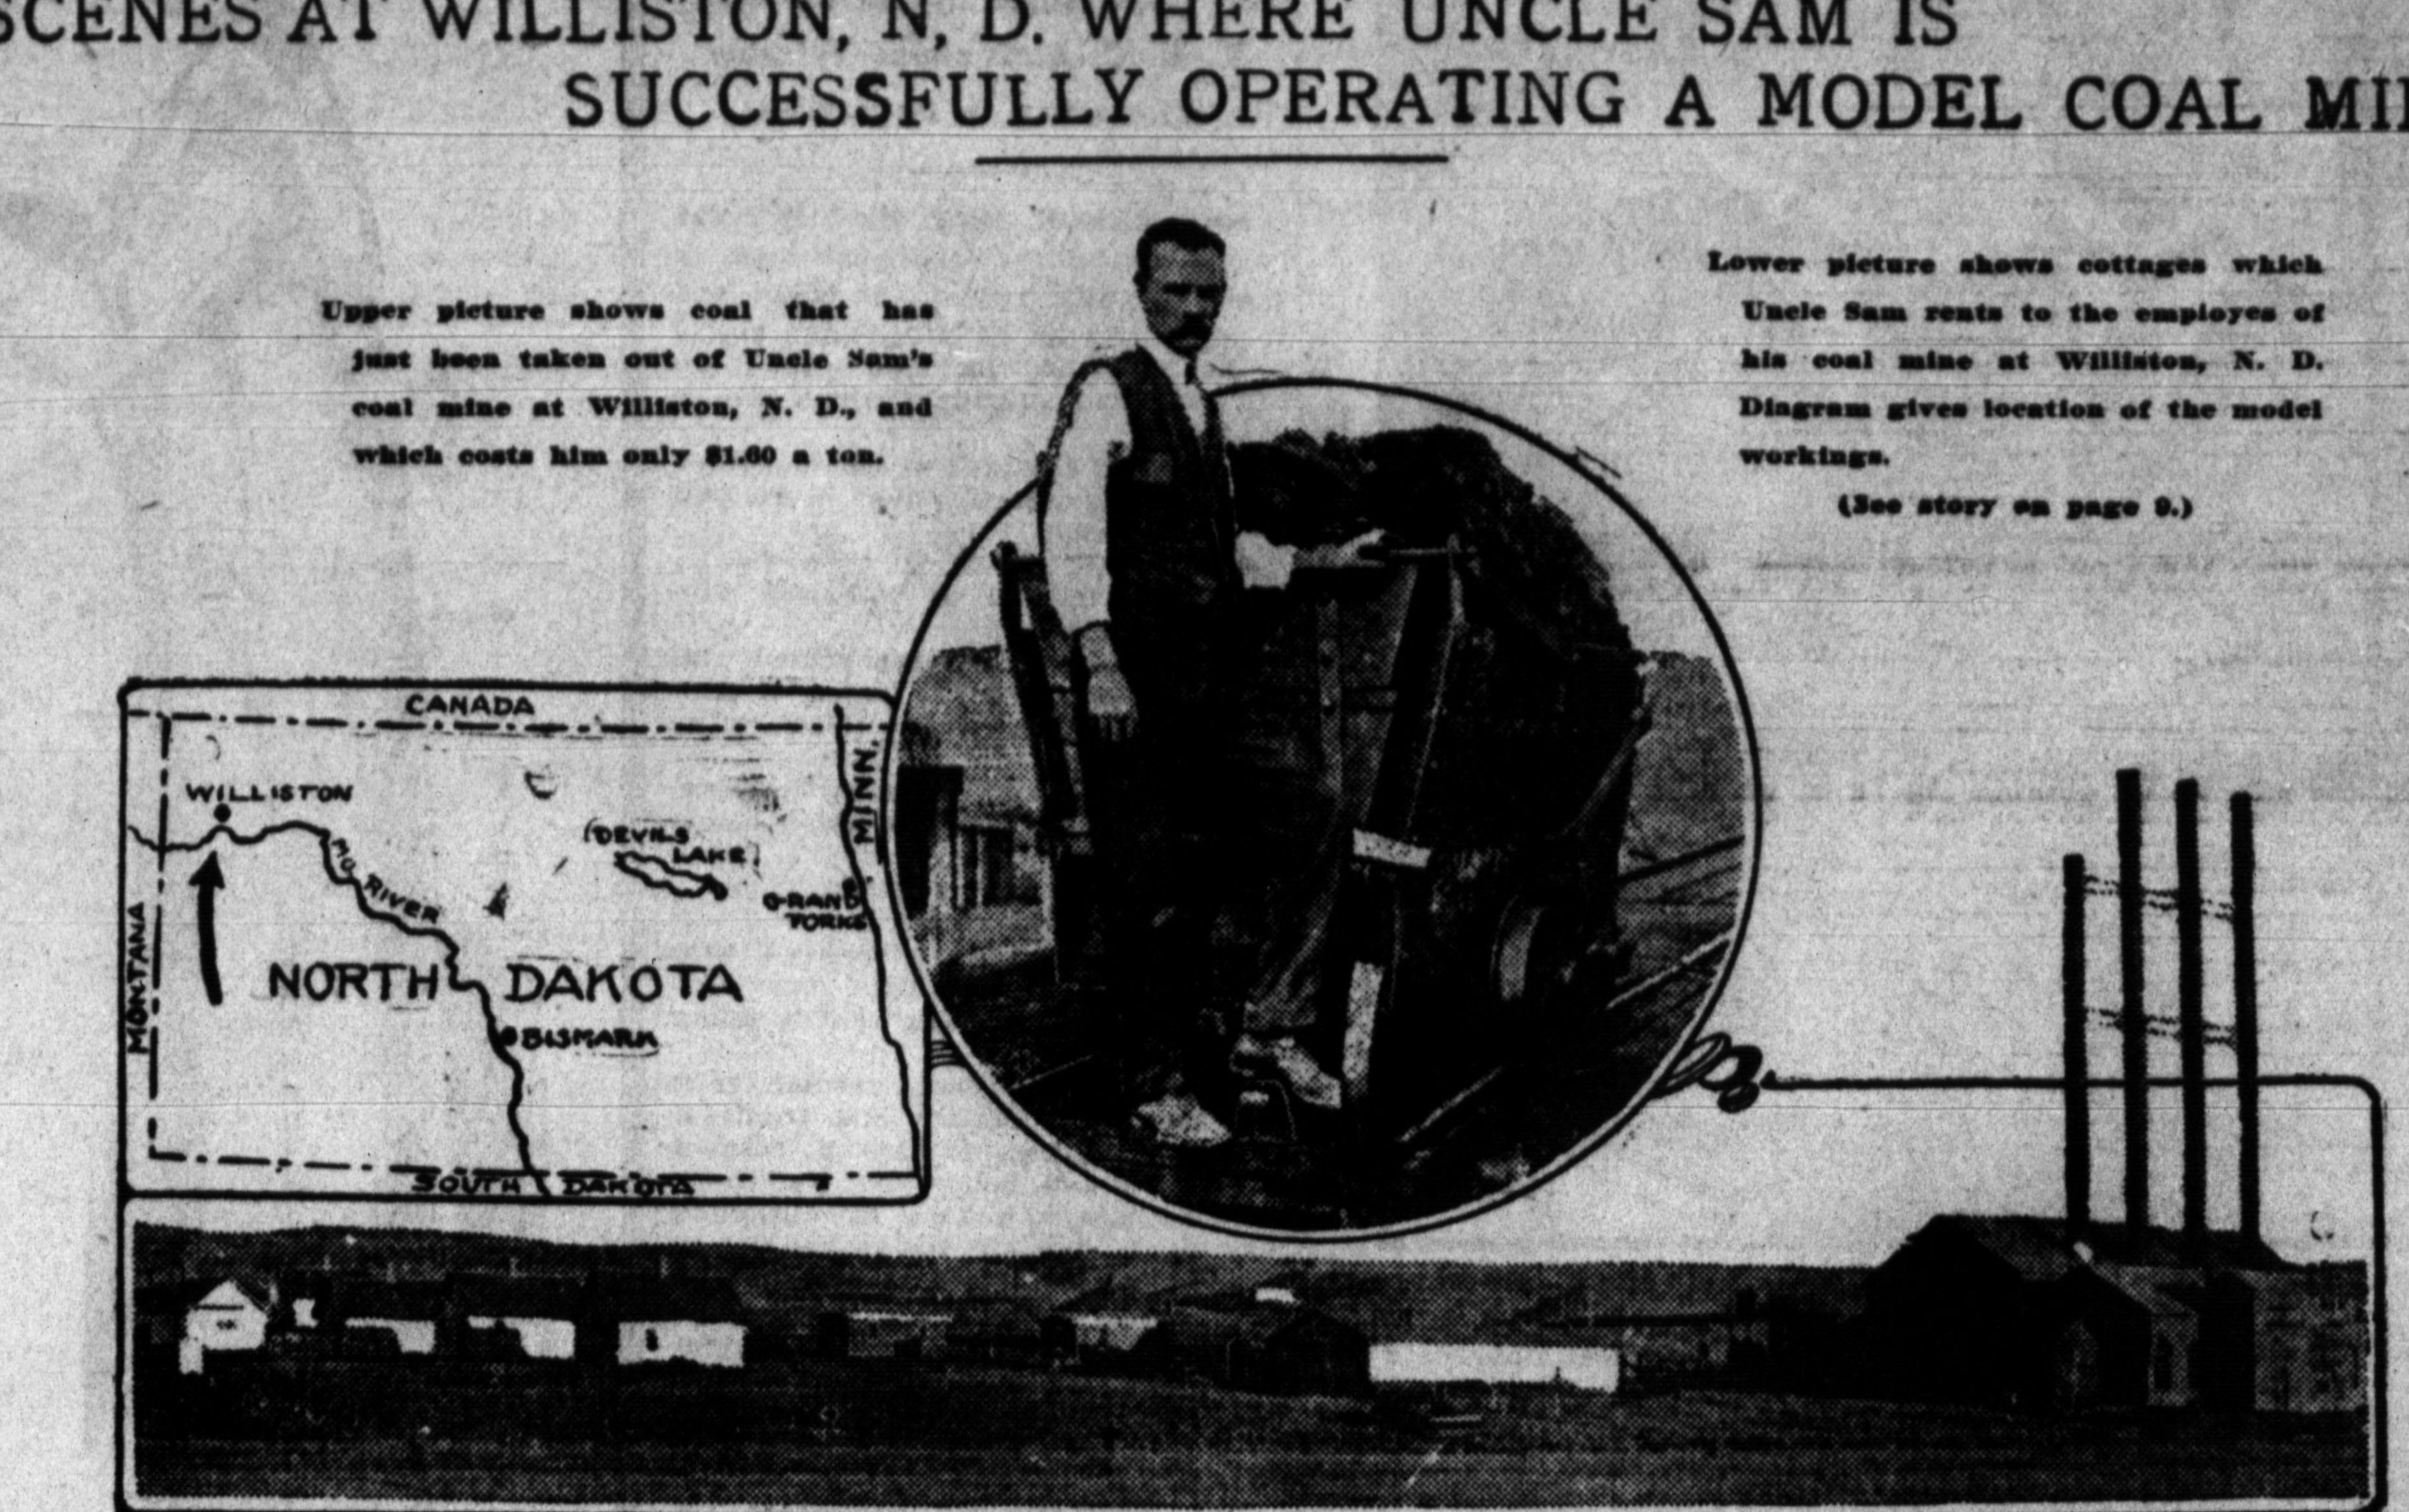 SCENES AT WILLISTON, N. D. WHERE UNCLE SAM IS
SUCCESSFULLY OPERATING A MODEL COAL MI
Upper picture shows coal that has
just been taken out of Uncle Sam's
coal mine at Williston, N. D., and
which costs him only $1.60 a ton.
Lower picture shows cottages which
Uncle Sam rents to the employes of
his coal mine at Williston, N. D.
Diagram gives location of the model
workings.
(See story on page 9.)
CANADA
WILLISTON
MINN.
DEVILS
LAKE
MO. RIVER
GRAND
FORKS
MONTANA
NORTH DAKOTA
BISMARK
SOUTH DAKOTA